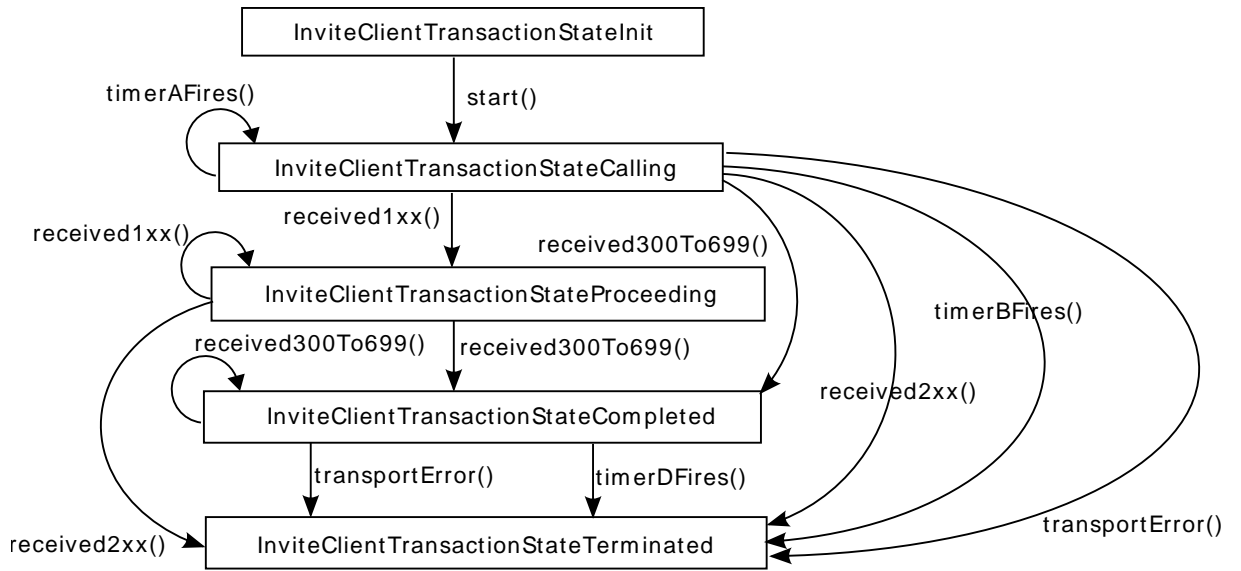 InviteClientTransactionStateInit
start()
timerAFires()
InviteClientTransactionStateCalling
received1xx()
received1xx()
received300To699()
InviteClientTransactionStateProceeding
timerBFires()
received300To699()
received300To699()
received2xx()
InviteClientTransactionStateCompleted
transportError()
timerDFires()
transportError()
received2xx()
InviteClientTransactionStateTerminated